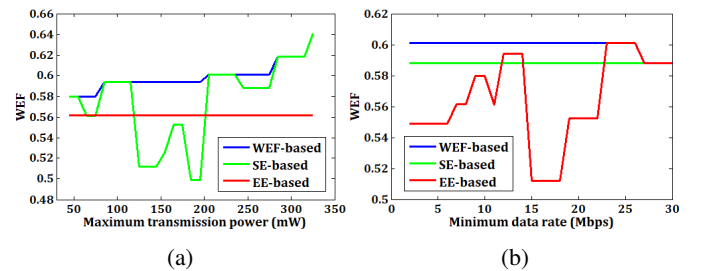 0.66
0.64
0.62
0.6
0.58
0.56
0.54
0.52
0.5
0.48
WEF
WEF-based
SE-based
EE-based
50 100 150 200 250 300 350
Maximum transmission power (mW)
(a)
0.62
0.6
0.58
0.56
0.54
0.52
0.5
WEF
WEF-based
SE-based
EE-based
0 5 10 15 20 25 30
Minimum data rate (Mbps)
(b)